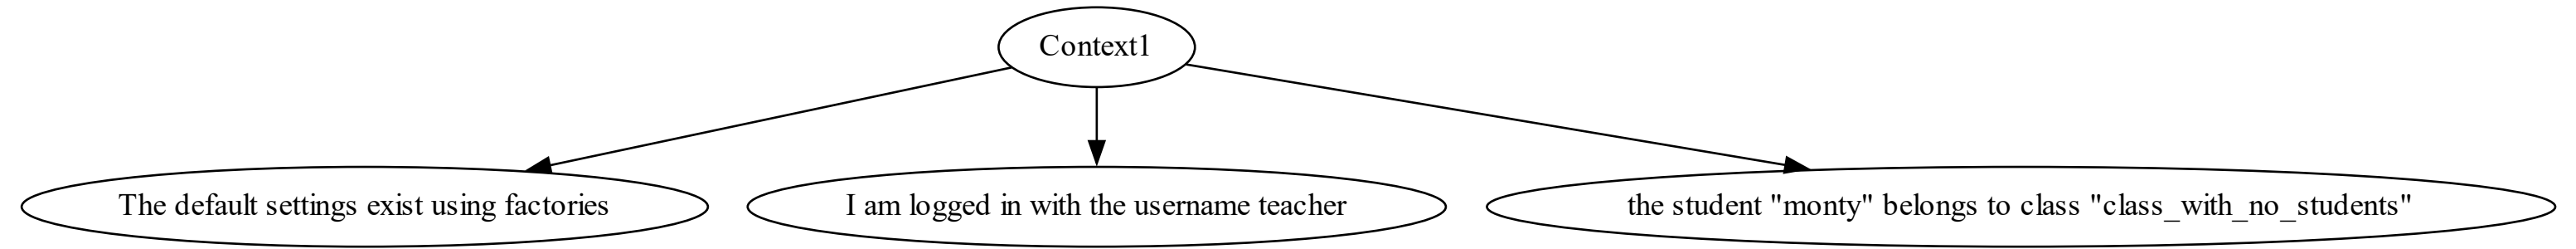 Context1
The default settings exist using factories
I am logged in with the username teacher
the student "monty" belongs to class "class_with_no_students"